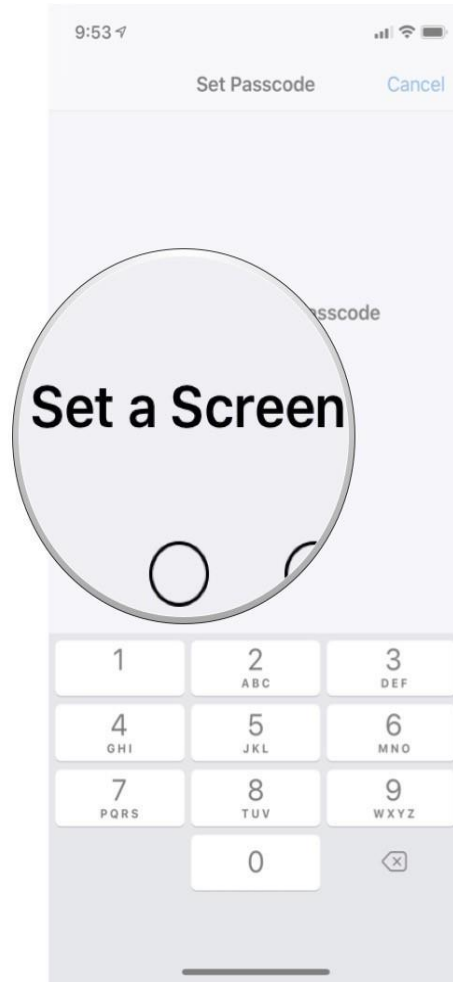 9:53
Set Passcode Cancel
Set a Screen
Passcode
1 2 3
ABC DEF
4 5 6
GHI JKL MNO
7 8 9
PQRS TUV WXYZ
0